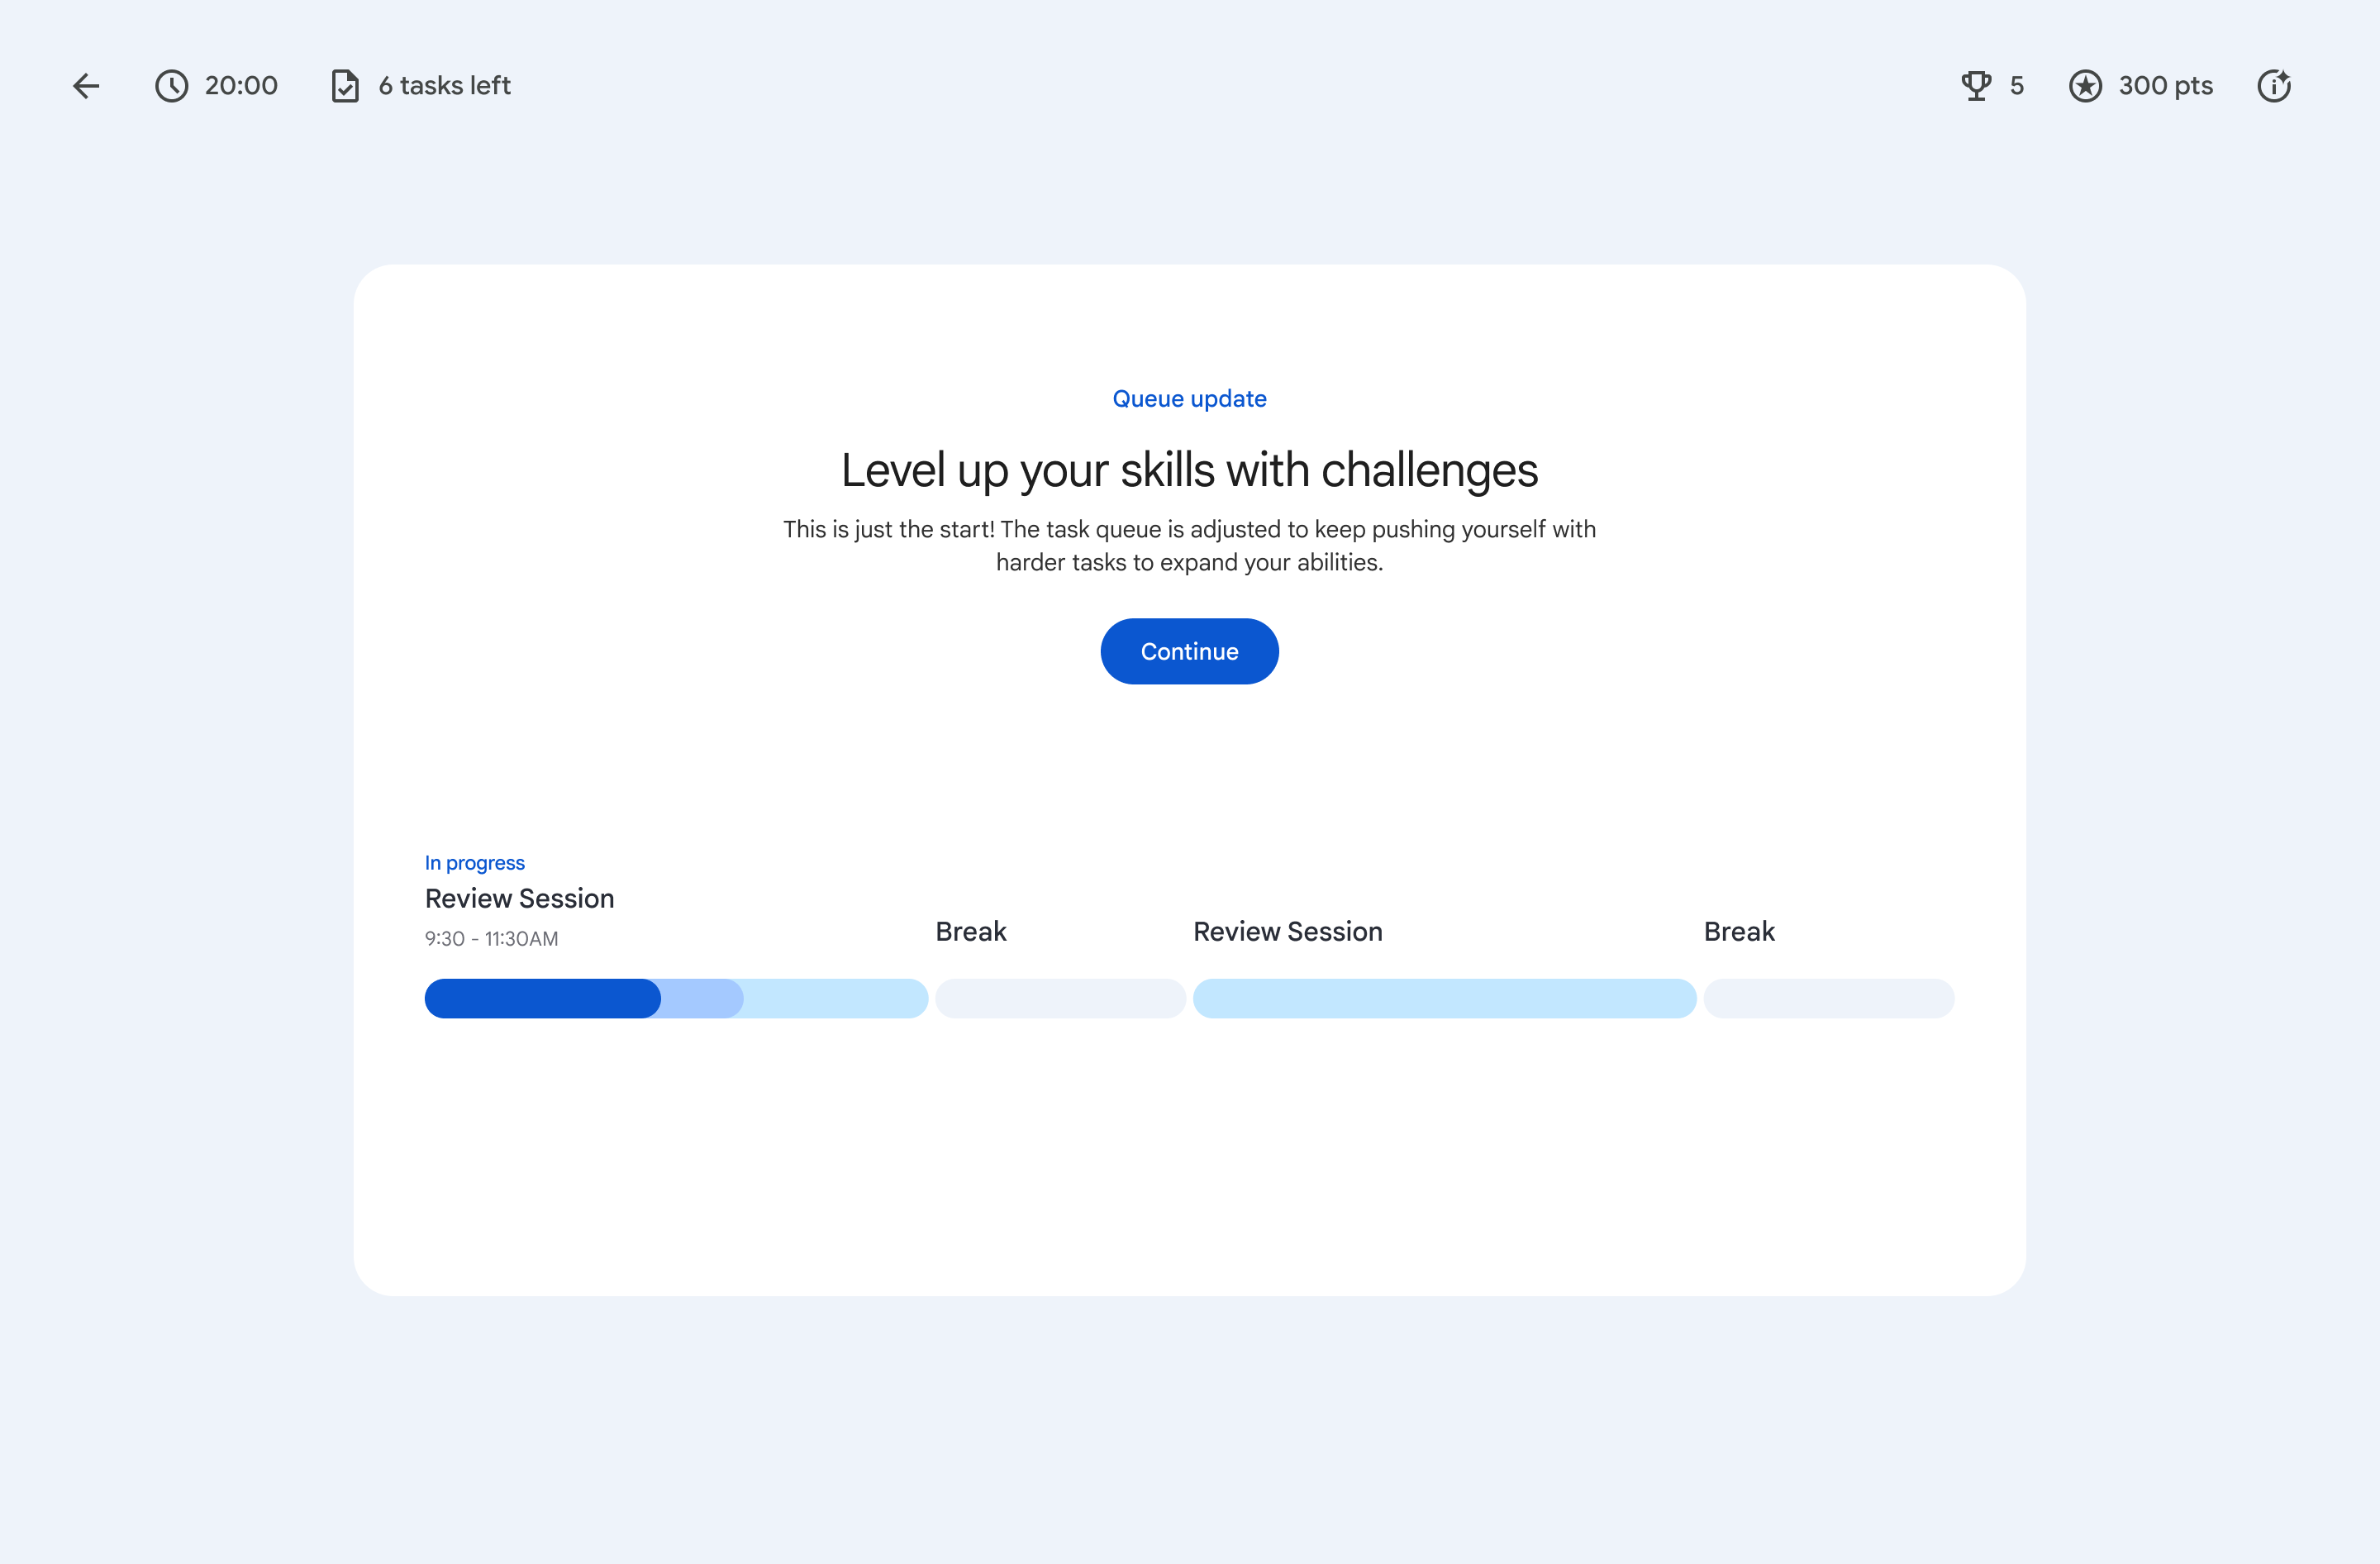 20:00
6 tasks left
5
300 pts
Queue update
Level up your skills with challenges
This is just the start! The task queue is adjusted to keep pushing yourself with
harder tasks to expand your abilities.
Continue
In progress
Review Session
9:30 - 11:30AM
Break
Review Session
Break